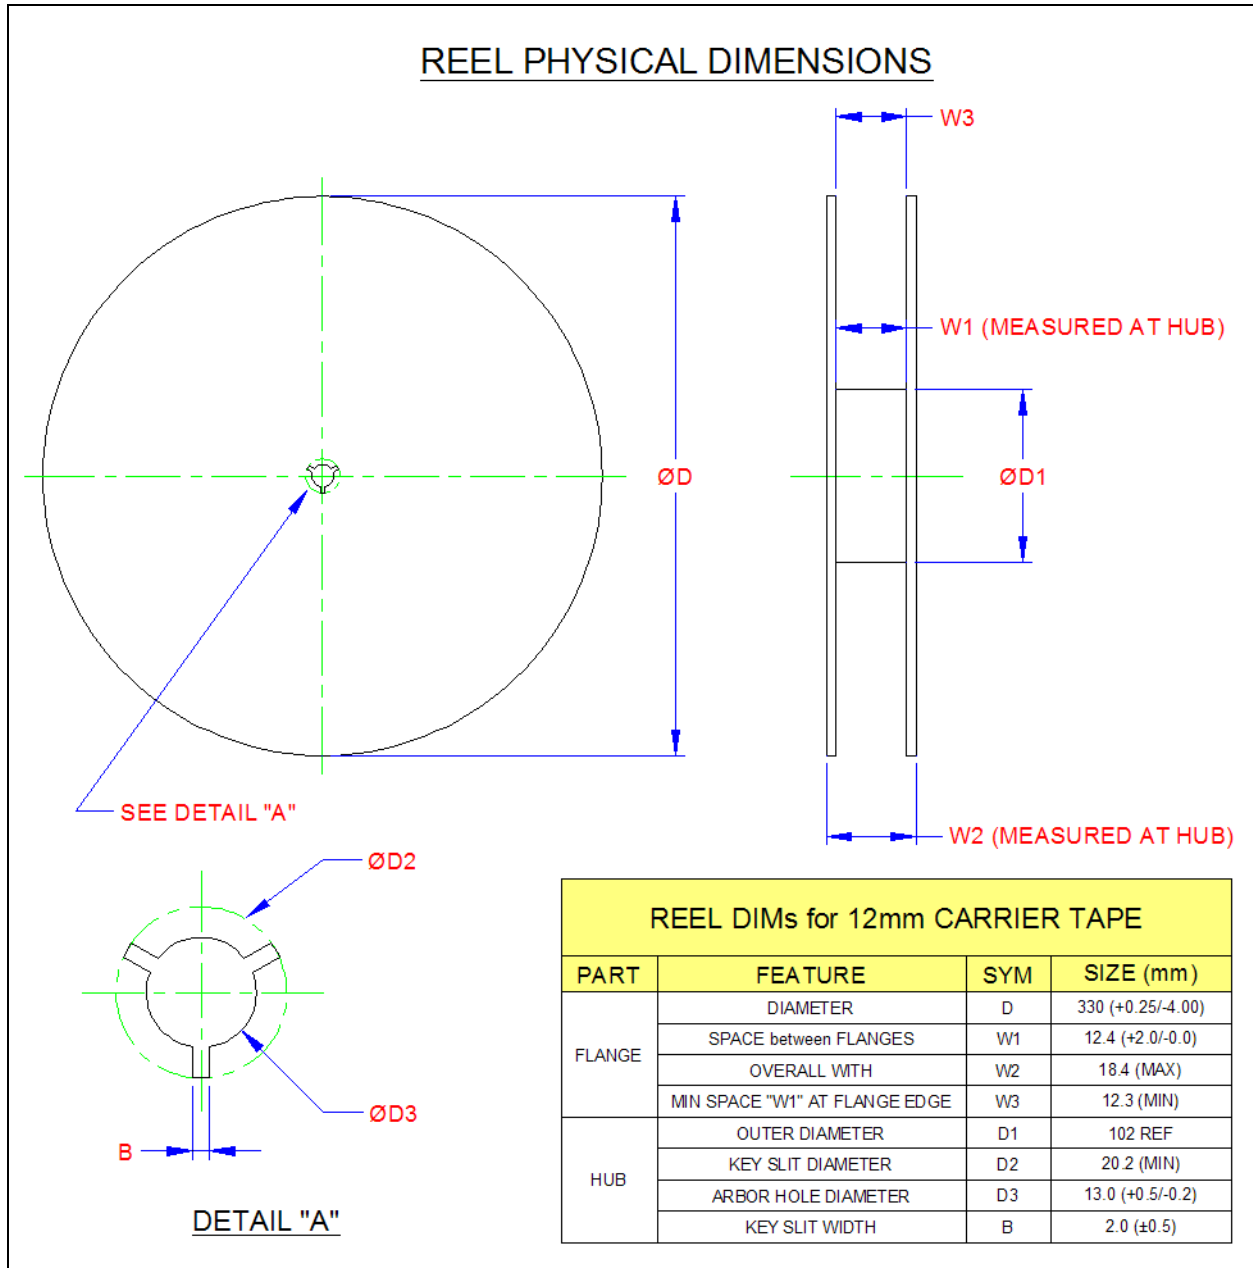 REEL PHYSICAL DIMENSIONS
W3
W1 (MEASURED AT HUB)
ØD
ØD1
SEE DETAIL "A"
W2 (MEASURED AT HUB)
ØD2
ØD3
B
DETAIL "A"
REEL DIMs for 12mm CARRIER TAPE
PART FEATURE SYM SIZE (mm)
FLANGE
DIAMETER D 330 (+0.25/-4.00)
SPACE between FLANGES W1 12.4 (+2.0/-0.0)
OVERALL WITH W2 18.4 (MAX)
MIN SPACE "W1" AT FLANGE EDGE W3 12.3 (MIN)
HUB
OUTER DIAMETER D1 102 REF
KEY SLIT DIAMETER D2 20.2 (MIN)
ARBOR HOLE DIAMETER D3 13.0 (+0.5/-0.2)
KEY SLIT WIDTH B 2.0 (±0.5)